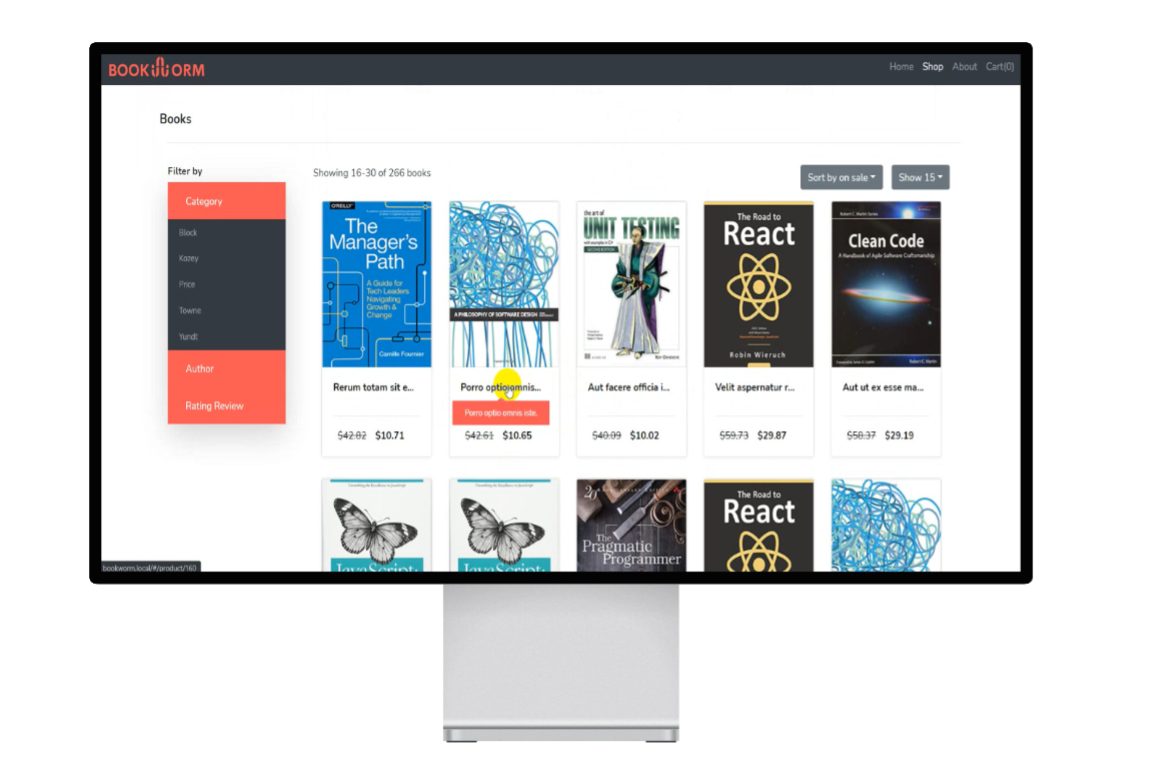 BOOKWORM
Home Shop About Cart(0)
Books
Filter by
Category
Block
Kozey
Price
Towne
Yundt
Author
Rating Review
Showing 16-30 of 266 books
Sort by on sale
Show 15
O'REILLY
The
Manager's
Path
A Guide for
Tech Leaders
Navigating
Growth &
Change
Camille Fournier
Rerum totam sit e...
$42.82 $10.71
A PHILOSOPHY OF SOFTWARE DESIGN
Porro optio omnis...
Porro optio omnis iste.
$42.61 $10.65
the art of
UNIT TESTING
SECOND EDITION
Aut facere officia i...
$40.09 $10.02
The Road to
React
Robin Wieruch
Velit aspernatur r...
$59.73 $29.87
Robert C. Martin Series
Clean Code
A Handbook of Agile Software Craftsmanship
Robert C. Martin
Aut ut ex esse ma...
$58.37 $29.19
JavaScript:
JavaScript:
The
Pragmatic
Programmer
The Road to
React
bookworm.local/#/product/160